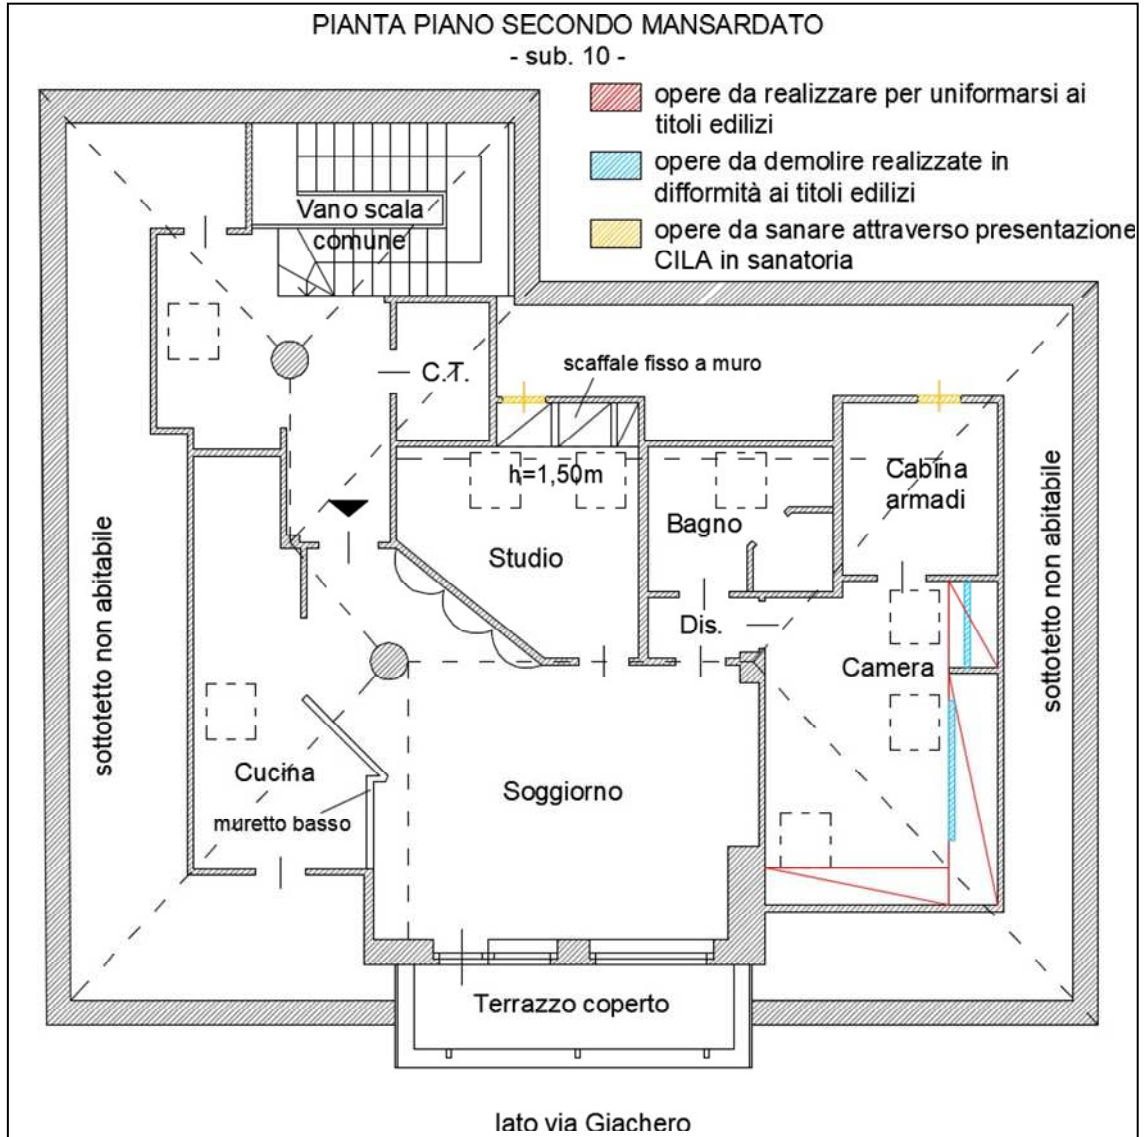 PIANTA PIANO SECONDO MANSARDATO
- sub. 10 -
opere da realizzare per uniformarsi ai
titoli edilizi
opere da demolire realizzate in
difformità ai titoli edilizi
opere da sanare attraverso presentazione
CILA in sanatoria
Vano scala
comune
C.T.
scaffale fisso a muro
h=1,50m
Cabina
armadi
Bagno
Studio
sottotetto non abitabile
sottotetto non abitabile
Dis.
Camera
Cucina
Soggiorno
muretto basso
Terrazzo coperto
lato via Giachero